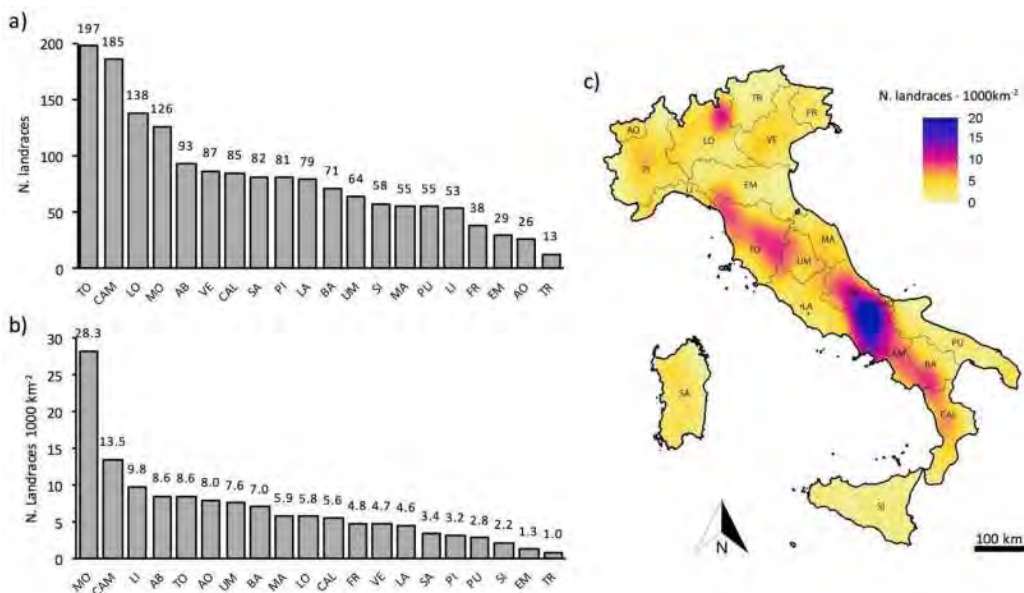 a)
N. landraces
200
150
100
50
0
197 185 138 126 93 87 85 82 81 79 71 64 58 55 55 53 38 29 26 13
TO CAM LO MO AB VE CAL SA PI LA BA UM SI MA PU LI FR EM AO TR
b)
N. Landraces 1000 km-2
30
25
20
15
10
5
0
28.3 13.5 9.8 8.6 8.6 8.0 7.6 7.0 5.9 5.8 5.6 4.8 4.7 4.6 3.4 3.2 2.8 2.2 1.3 1.0
MO CAM LI AB TO AO UM BA MA LO CAL FR VE LA SA PI PU SI EM TR
c)
N. landraces · 1000km-2
20
15
10
5
0
TR
FR
AO
LO
VE
PI
EM
LI
MA
TO
UM
LA
PU
BA
SA
CAL
SI
N
100 km